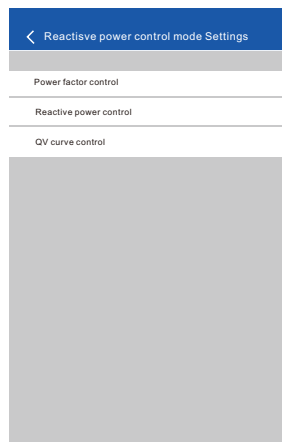 Reactisve power control mode Settings
Power factor control
Reactive power control
QV curve control